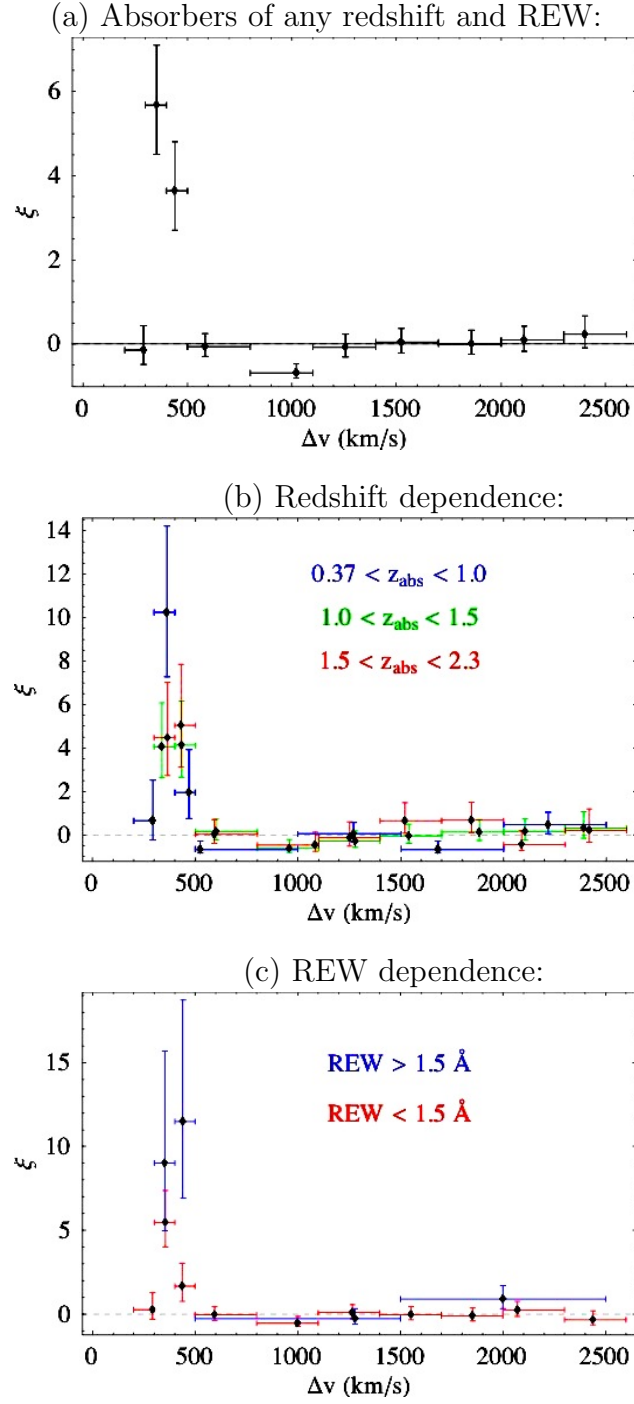 (a) Absorbers of any redshift and REW:
6
4
2
0
ξ
0 500 1000 1500 2000 2500
Δv (km/s)
(b) Redshift dependence:
14
12
10
8
6
4
2
0
ξ
0.37 < z_abs < 1.0
1.0 < z_abs < 1.5
1.5 < z_abs < 2.3
0 500 1000 1500 2000 2500
Δv (km/s)
(c) REW dependence:
15
10
5
0
ξ
REW > 1.5 Å
REW < 1.5 Å
0 500 1000 1500 2000 2500
Δv (km/s)